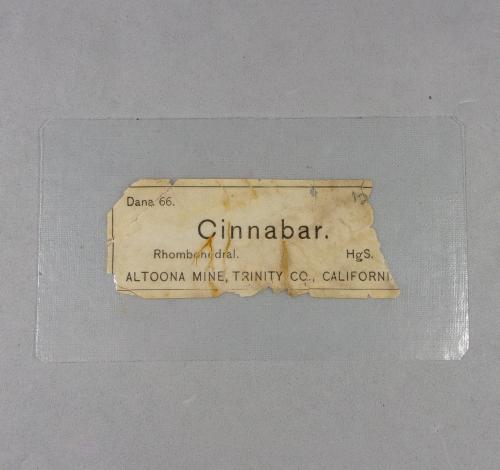 Dana 66.
Cinnabar.
Rhombohedral. HgS.
ALTOONA MINE, TRINITY CO., CALIFORNI